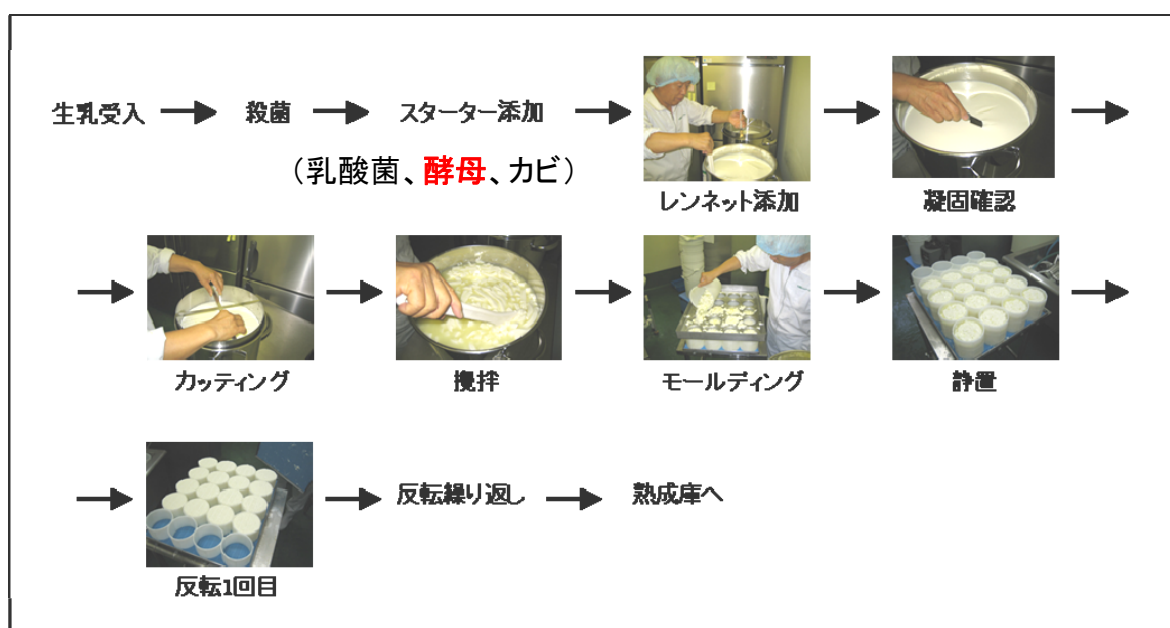 生乳受入
殺菌
スターター添加
（乳酸菌、酵母、カビ）
レンネット添加
凝固確認
カッティング
攪拌
モールディング
静置
反転1回目
反転繰り返し
熟成庫へ